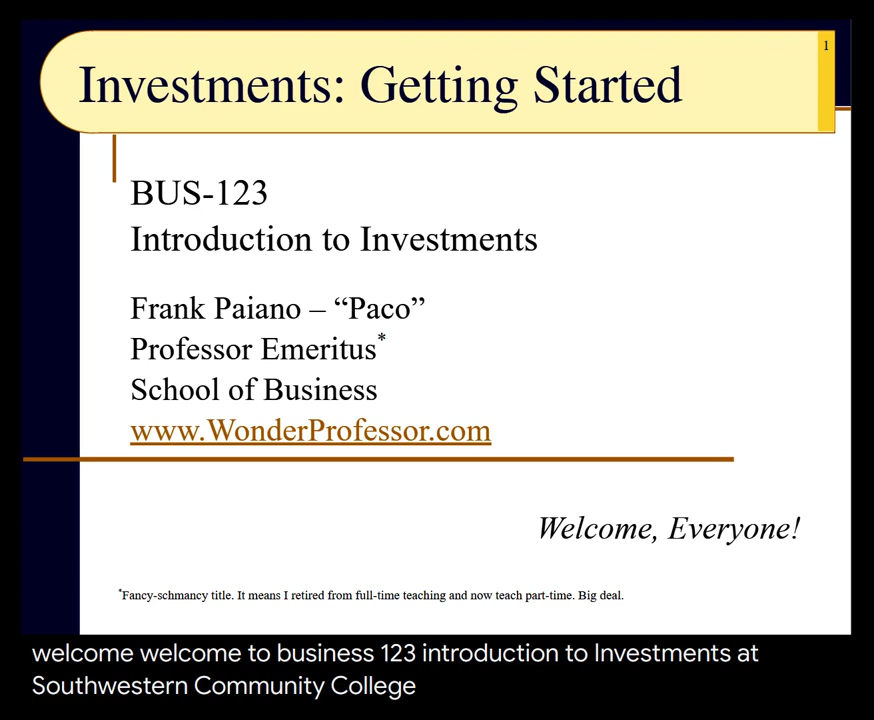 1
Investments: Getting Started
BUS-123
Introduction to Investments
Frank Paiano – “Paco”
Professor Emeritus*
School of Business
www.WonderProfessor.com
Welcome, Everyone!
*Fancy-schmancy title. It means I retired from full-time teaching and now teach part-time. Big deal.
welcome welcome to business 123 introduction to Investments at
Southwestern Community College